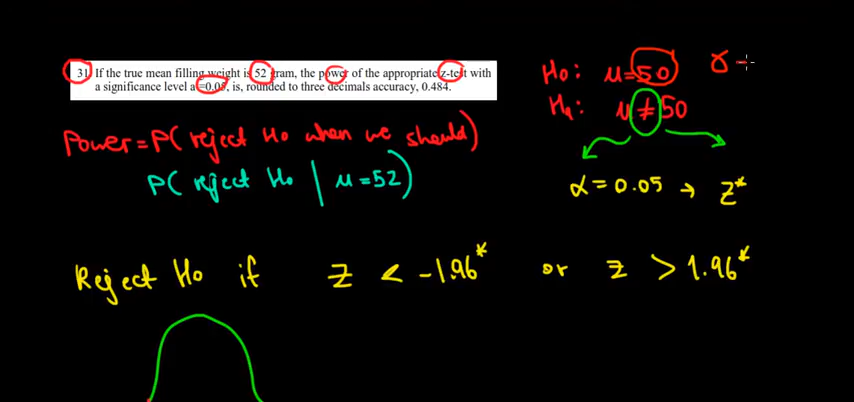 31. If the true mean filling weight is 52 gram, the power of the appropriate z-test with
a significance level a=0.05, is, rounded to three decimals accuracy, 0.484.
Ho: µ=50
H₁: µ ≠ 50
Power = P( reject Ho when we should)
P( reject Ho | µ=52)
α = 0.05 → Z*
Reject Ho if Z < -1.96* or Z > 1.96*